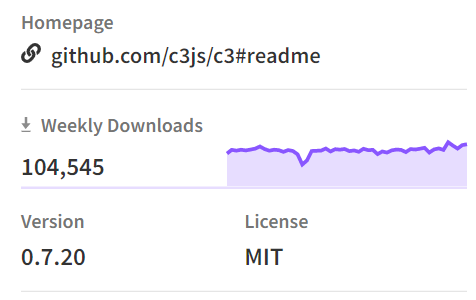 Homepage
github.com/c3js/c3#readme
Weekly Downloads
104,545
Version License
0.7.20 MIT